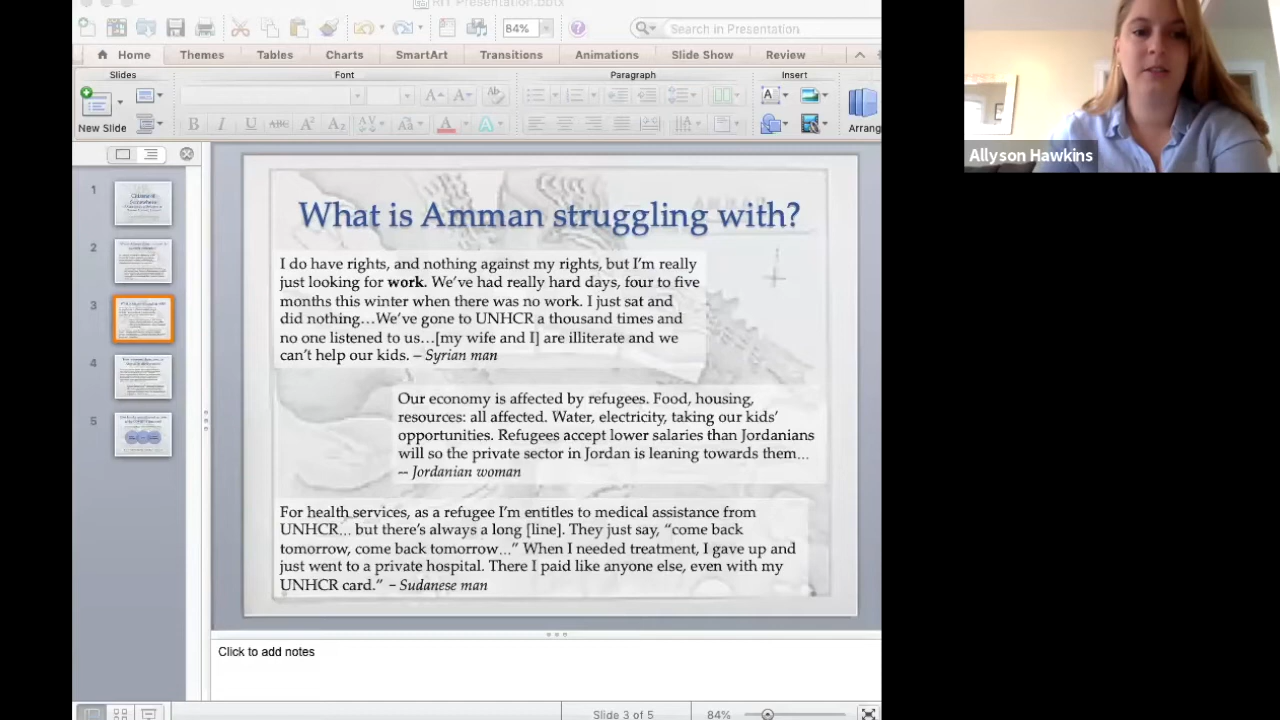 RIT Presentation.pptx
84%
Search in Presentation
Home Themes Tables Charts SmartArt Transitions Animations Slide Show Review
Slides Font Paragraph Insert
New Slide
Arrang
Allyson Hawkins
1
2
3
4
5
What is Amman struggling with?
I do have rights, and nothing against my rights, but I’m really
just looking for work. We’ve had really hard days, four to five
months this winter when there was no work. I just sat and
did nothing…We’ve gone to UNHCR a thousand times and
no one listened to us…[my wife and I] are illiterate and we
can’t help our kids. – Syrian man
Our economy is affected by refugees. Food, housing,
resources: all affected. Water, electricity, taking our kids’
opportunities. Refugees accept lower salaries than Jordanians
will so the private sector in Jordan is leaning towards them…
-- Jordanian woman
For health services, as a refugee I’m entitles to medical assistance from
UNHCR… but there’s always a long [line]. They just say, “come back
tomorrow, come back tomorrow…” When I needed treatment, I gave up and
just went to a private hospital. There I paid like anyone else, even with my
UNHCR card.” – Sudanese man
Click to add notes
Slide 3 of 5
84%